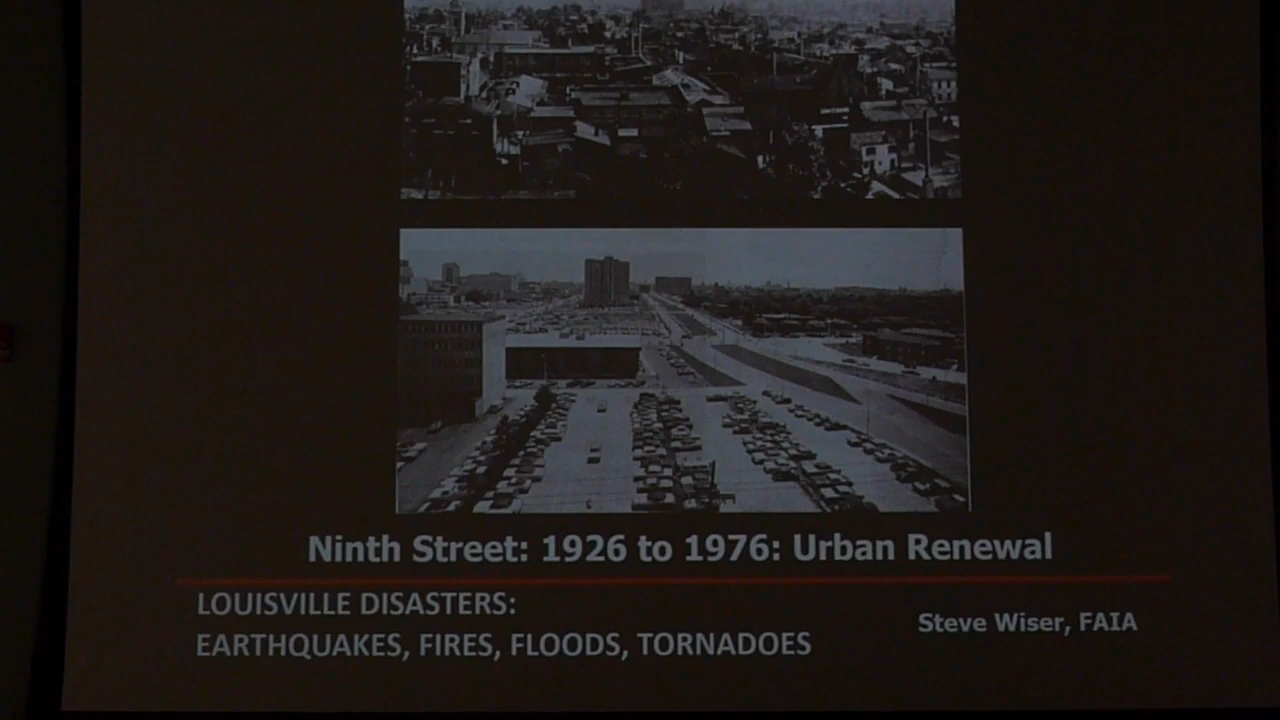 Ninth Street: 1926 to 1976: Urban Renewal
LOUISVILLE DISASTERS:
EARTHQUAKES, FIRES, FLOODS, TORNADOES
Steve Wiser, FAIA